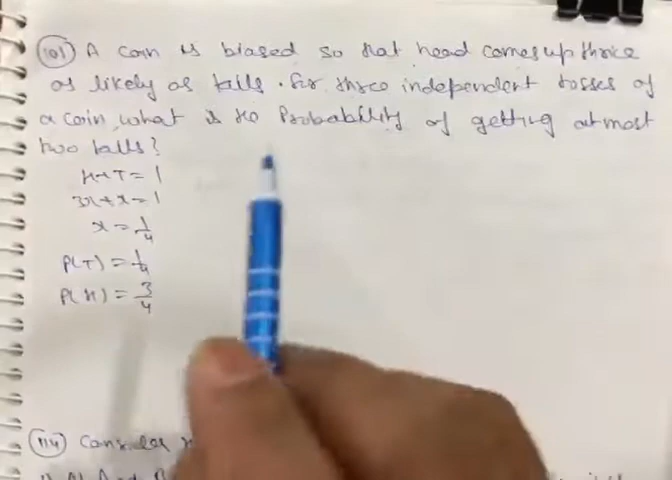 (101) A coin is biased so that head comes up thrice
as likely as tails. For three independent tosses of
a coin, what is the Probability of getting atmost
two tails?
H+T = 1
3x+x = 1
x = 1/4
P(T) = 1/4
P(H) = 3/4
(114) Consider